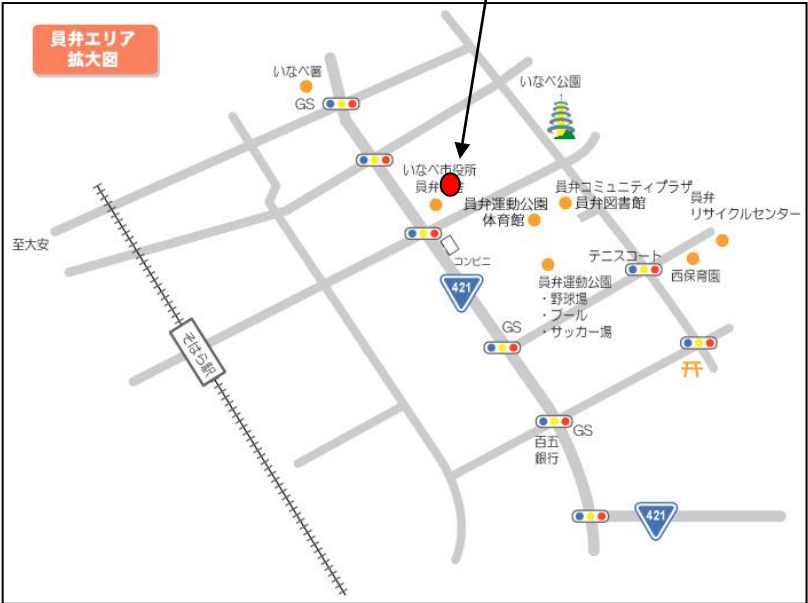 員弁エリア
拡大図
いなべ署
GS
いなべ公園
いなべ市役所
員弁
員弁コミュニティプラザ
員弁図書館
員弁運動公園
体育館
員弁
リサイクルセンター
至大安
コンビニ
テニスコート
西保育園
421
員弁運動公園
・野球場
・プール
・サッカー場
GS
そはら駅
GS
百五
銀行
421